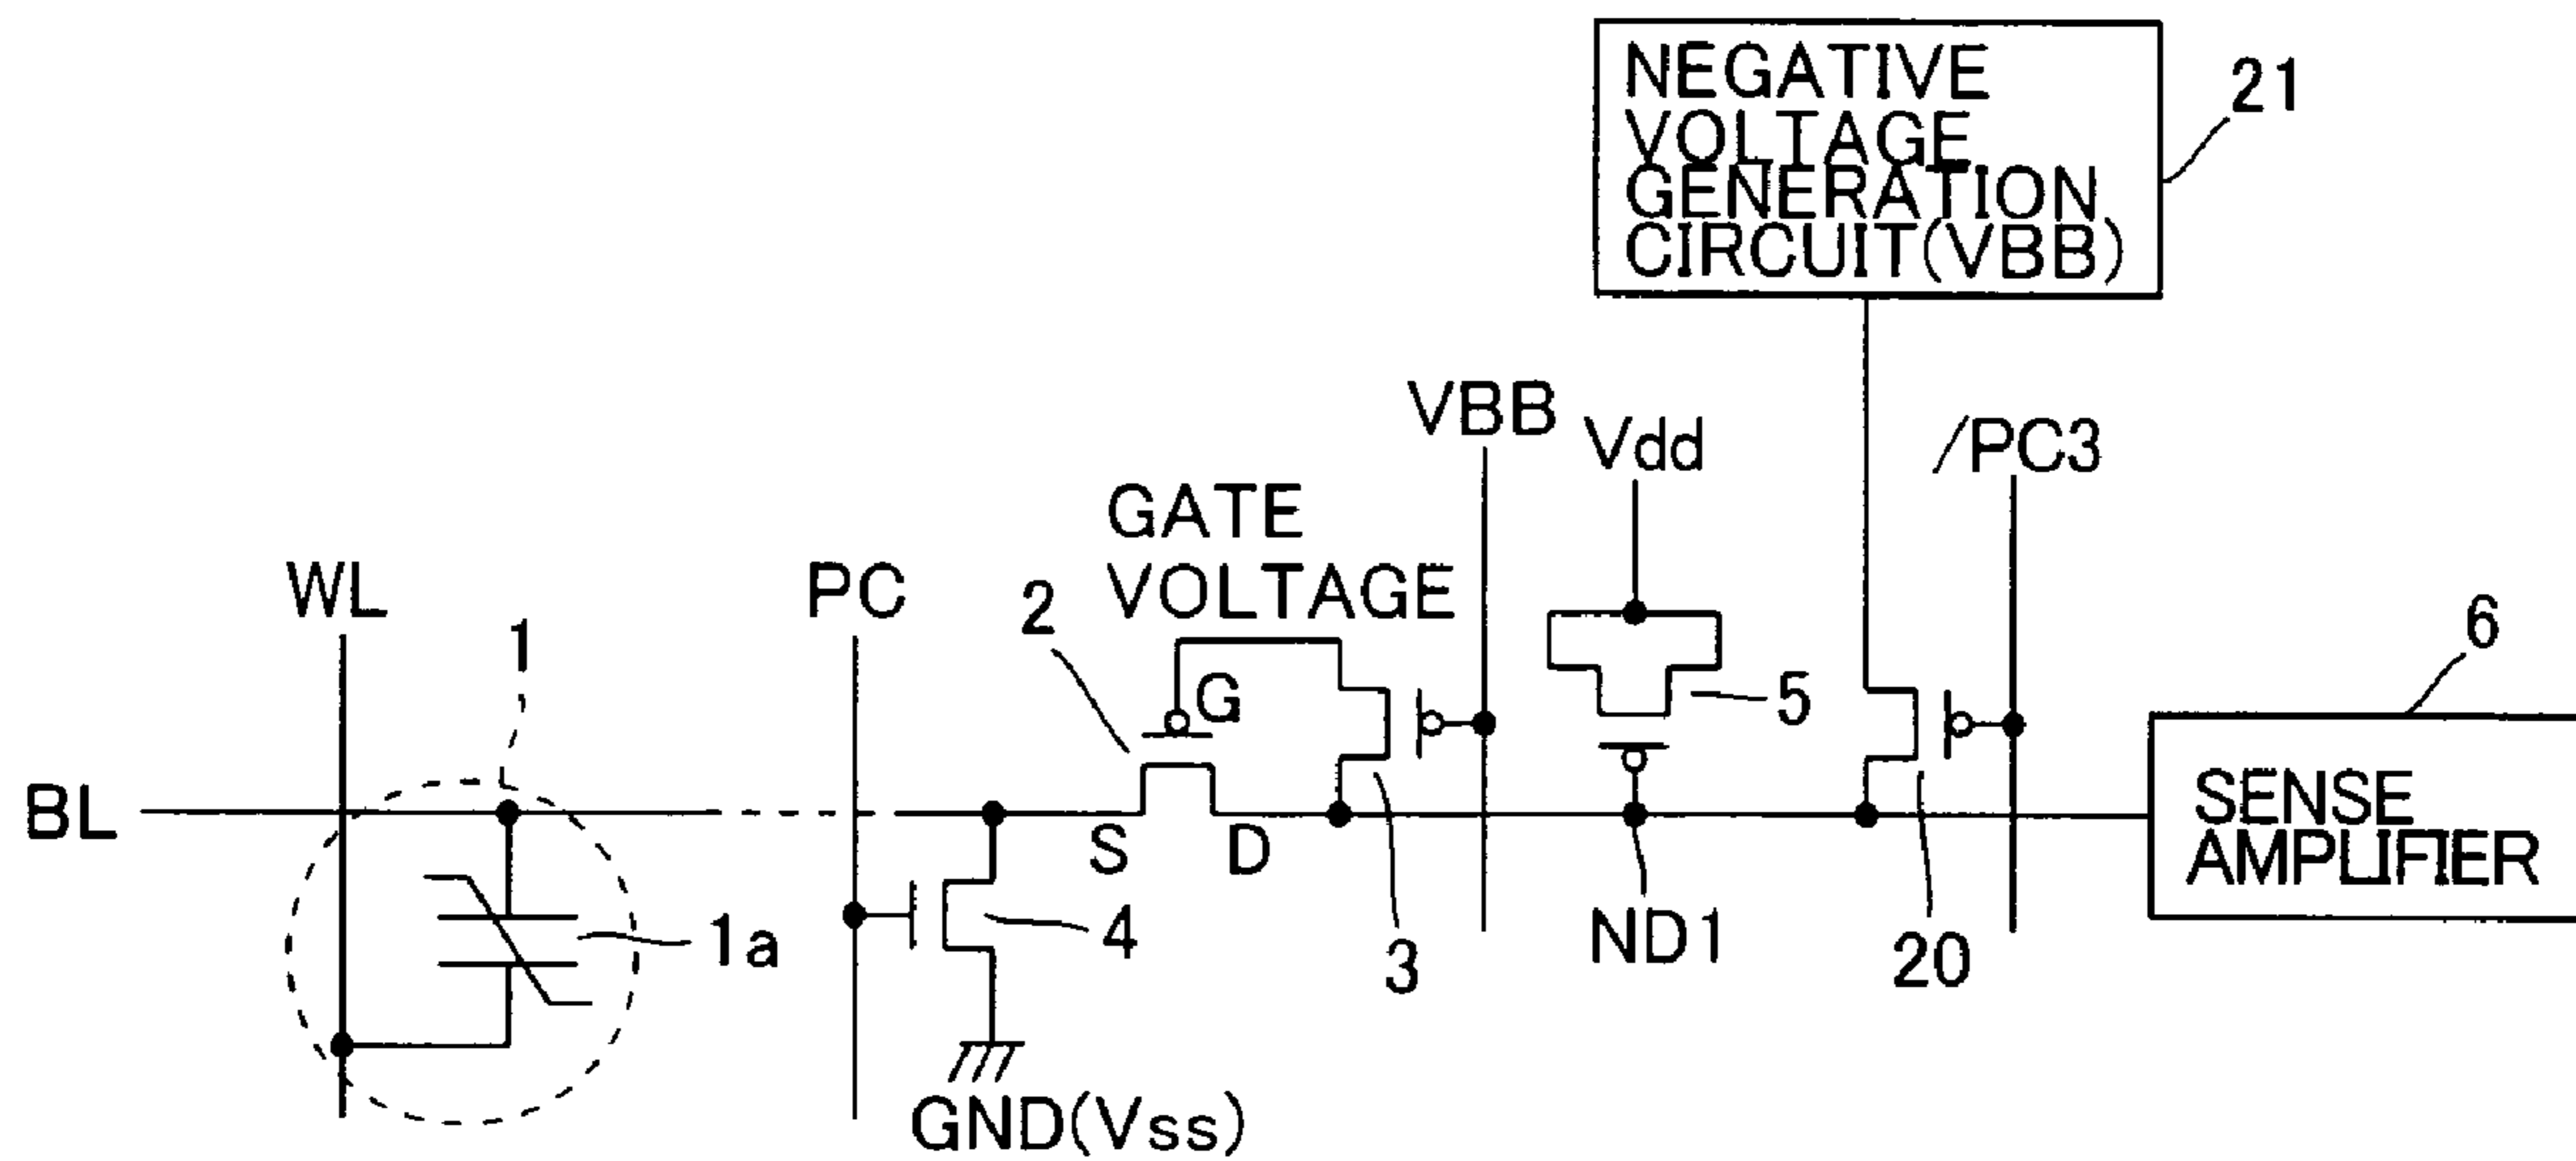 NEGATIVE
VOLTAGE
GENERATION
CIRCUIT(VBB)
21
VBB
Vdd
/PC3
GATE
VOLTAGE
WL
1
PC
2
G
5
6
BL
S
D
SENSE
AMPLIFIER
1a
4
3
ND1
20
GND(Vss)